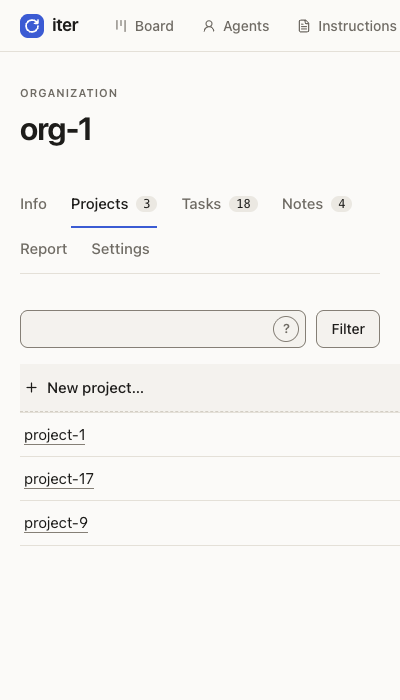 iter Board Agents Instructions
ORGANIZATION
org-1
Info Projects 3 Tasks 18 Notes 4
Report Settings
? Filter
+ New project...
project-1
project-17
project-9